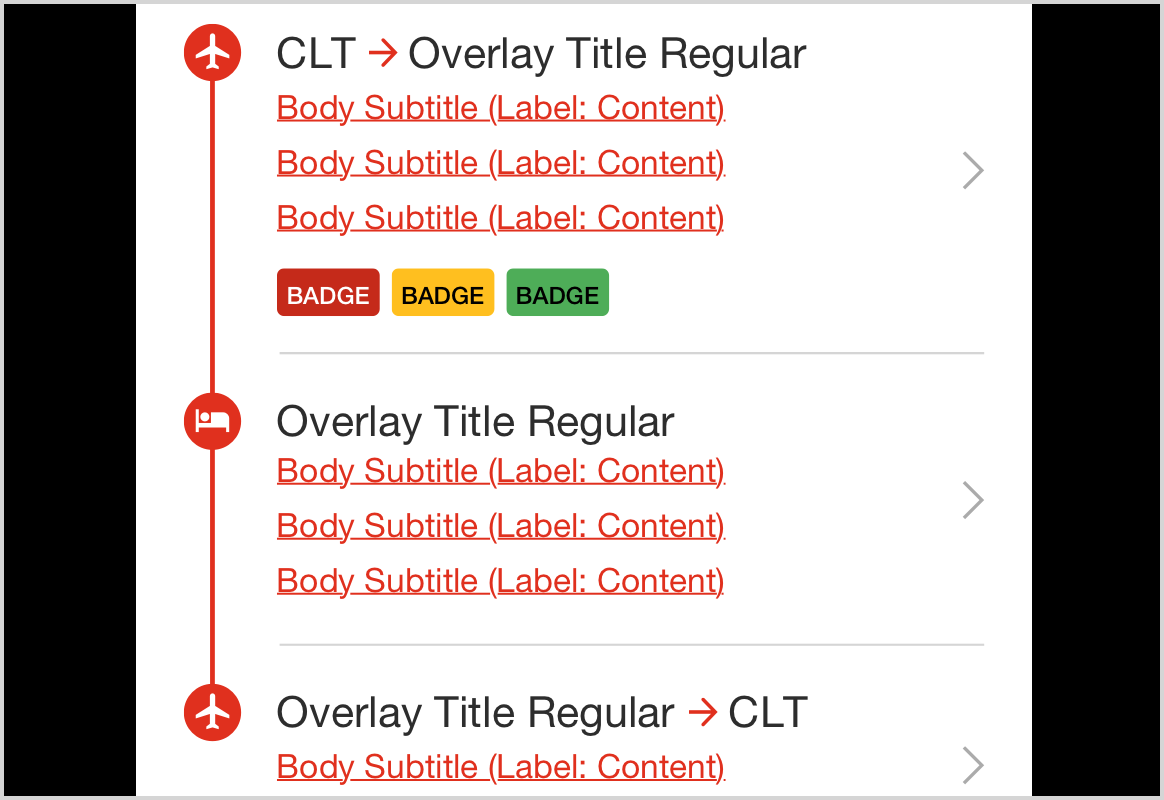 CLT → Overlay Title Regular
Body Subtitle (Label: Content)
Body Subtitle (Label: Content)
Body Subtitle (Label: Content)
BADGE BADGE BADGE
Overlay Title Regular
Body Subtitle (Label: Content)
Body Subtitle (Label: Content)
Body Subtitle (Label: Content)
Overlay Title Regular → CLT
Body Subtitle (Label: Content)